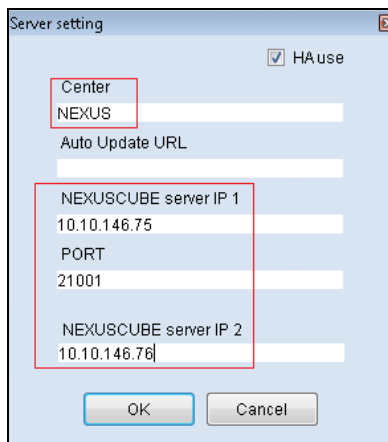 Server setting
HA use
Center
NEXUS
Auto Update URL
NEXUSCUBE server IP 1
10.10.146.75
PORT
21001
NEXUSCUBE server IP 2
10.10.146.76
OK Cancel